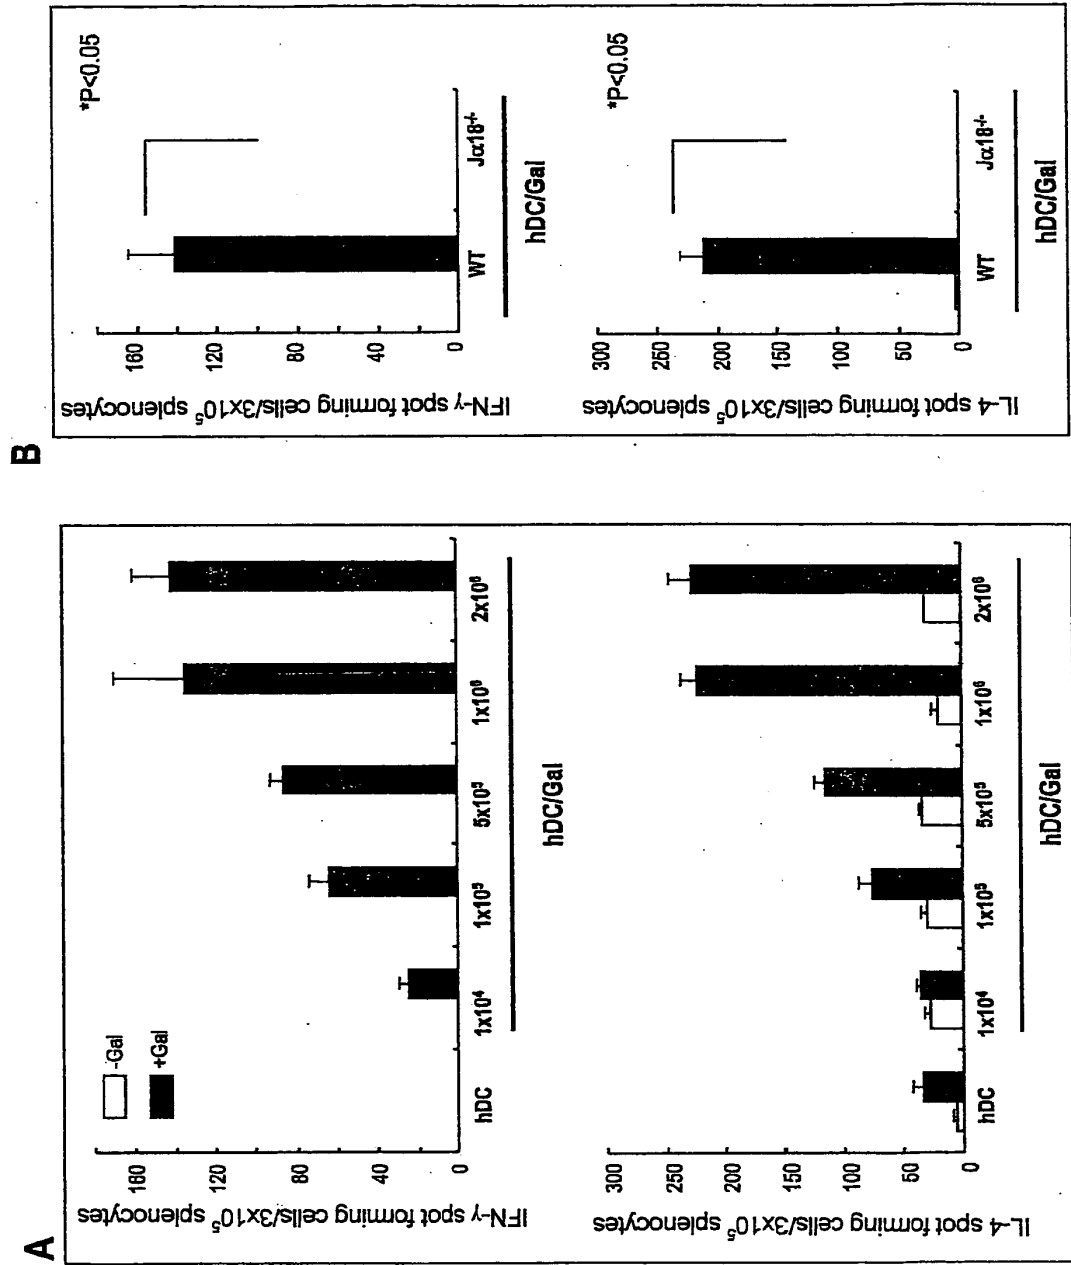 A
IFN-γ spot forming cells/3x10⁵ splenocytes
160
120
80
40
0
-Gal
+Gal
hDC
1x10⁴
1x10⁵
5x10⁵
1x10⁶
2x10⁶
hDC/Gal
IL-4 spot forming cells/3x10⁵ splenocytes
300
250
200
150
100
50
0
hDC
1x10⁴
1x10⁵
5x10⁵
1x10⁶
2x10⁶
hDC/Gal
B
IFN-γ spot forming cells/3x10⁵ splenocytes
160
120
80
40
0
*P<0.05
WT
Jα18⁻/⁻
hDC/Gal
IL-4 spot forming cells/3x10⁵ splenocytes
300
250
200
150
100
50
0
*P<0.05
WT
Jα18⁻/⁻
hDC/Gal